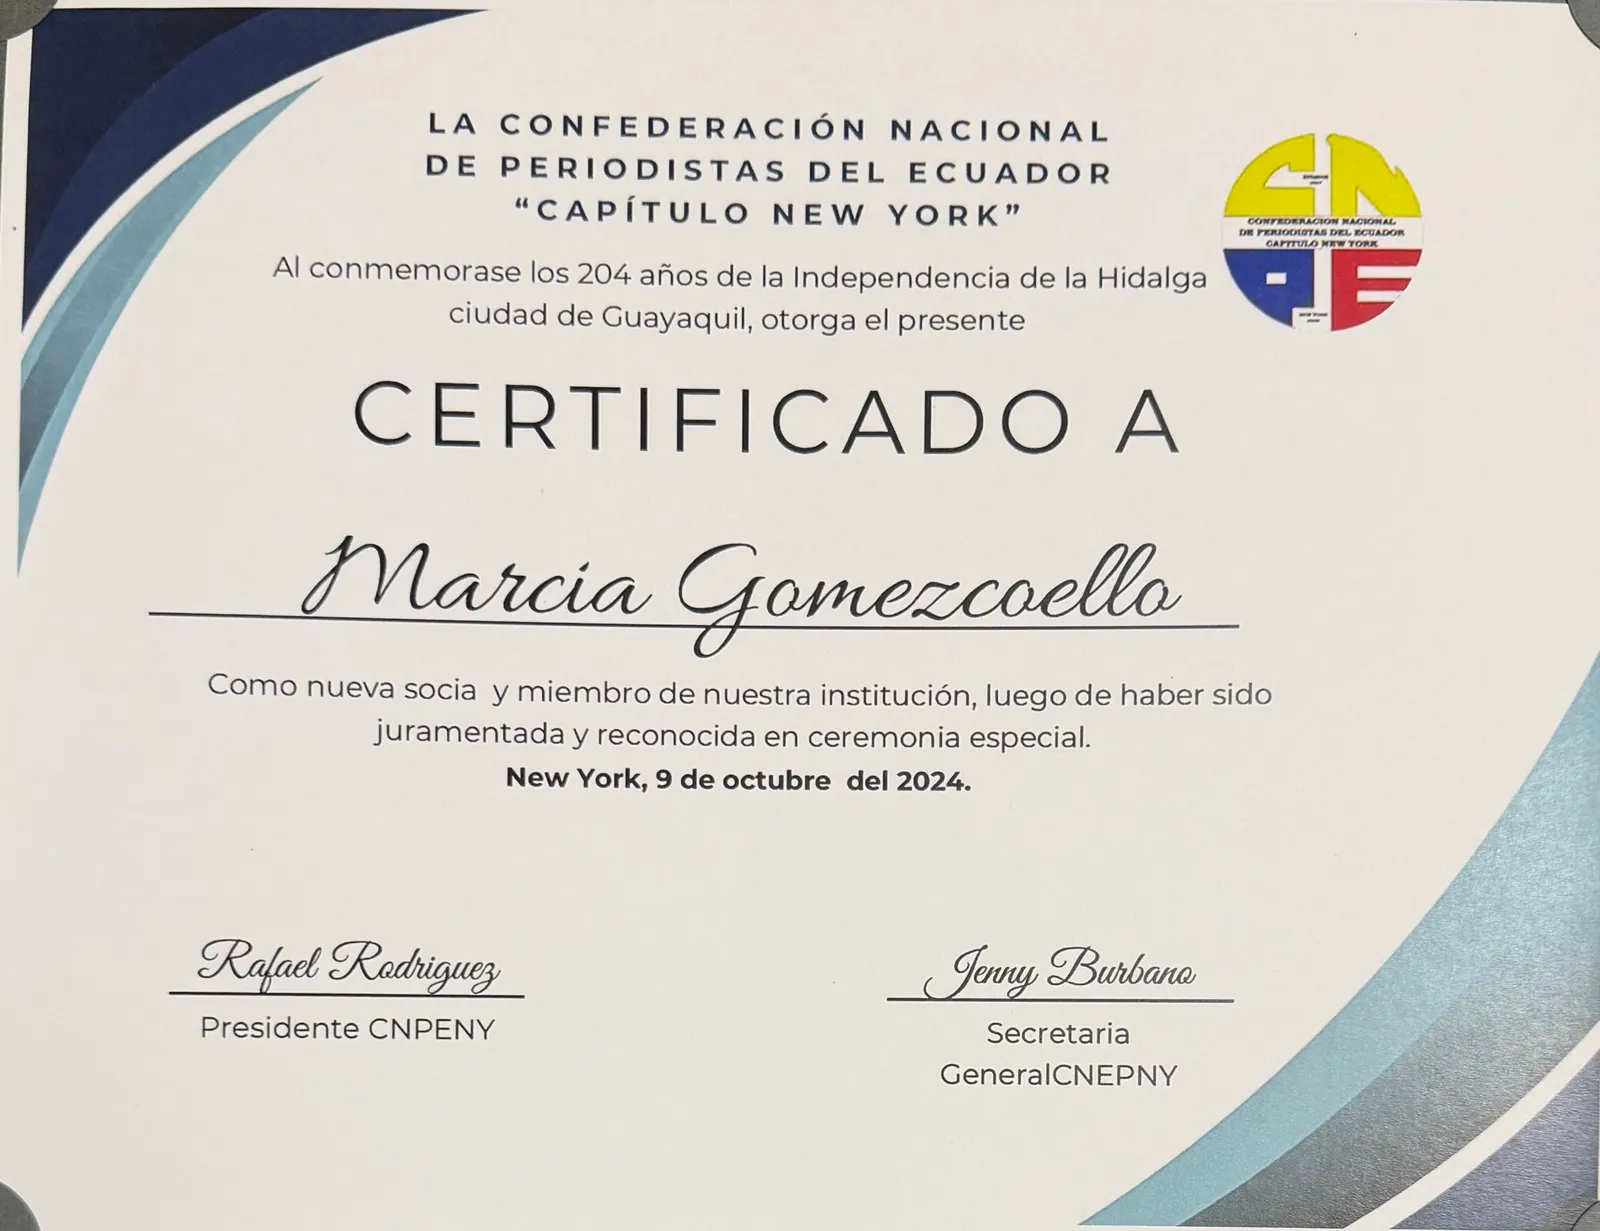 LA CONFEDERACIÓN NACIONAL
DE PERIODISTAS DEL ECUADOR
“CAPÍTULO NEW YORK”
CN
CONFEDERACION NACIONAL
DE PERIODISTAS DEL ECUADOR
CAPITULO NEW YORK
PE
Al conmemorase los 204 años de la Independencia de la Hidalga
ciudad de Guayaquil, otorga el presente
CERTIFICADO A
Marcia Gomezcoello
Como nueva socia y miembro de nuestra institución, luego de haber sido
juramentada y reconocida en ceremonia especial.
New York, 9 de octubre del 2024.
Rafael Rodriguez
Presidente CNPENY
Jenny Burbano
Secretaria
GeneralCNEPNY